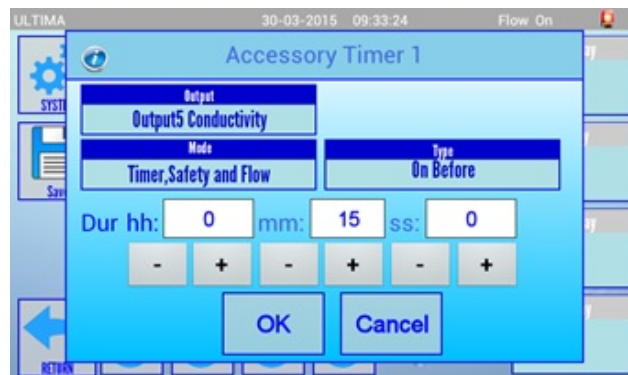 ULTIMA 30-03-2015 09:33:24 Flow On
Accessory Timer 1
Output
Output5 Conductivity
Mode
Timer,Safety and Flow
Type
On Before
Dur hh: 0 mm: 15 ss: 0
- + - + - +
OK Cancel
RETURN